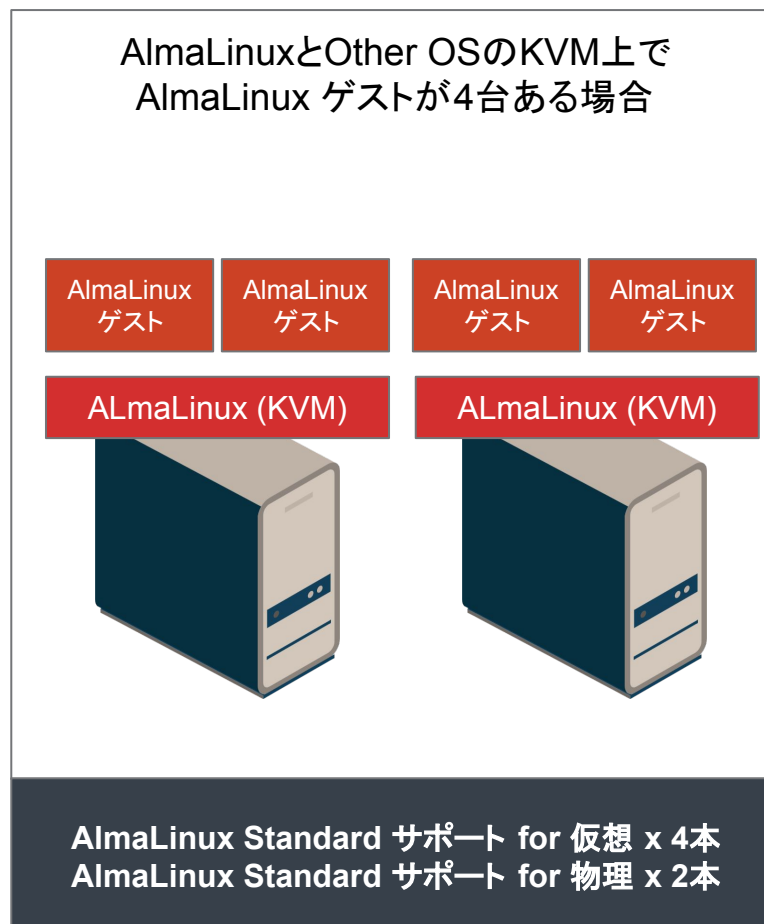 AlmaLinuxとOther OSのKVM上で
AlmaLinux ゲストが4台ある場合
AlmaLinux
ゲスト
AlmaLinux
ゲスト
AlmaLinux
ゲスト
AlmaLinux
ゲスト
ALmaLinux (KVM)
ALmaLinux (KVM)
AlmaLinux Standard サポート for 仮想 x 4本
AlmaLinux Standard サポート for 物理 x 2本